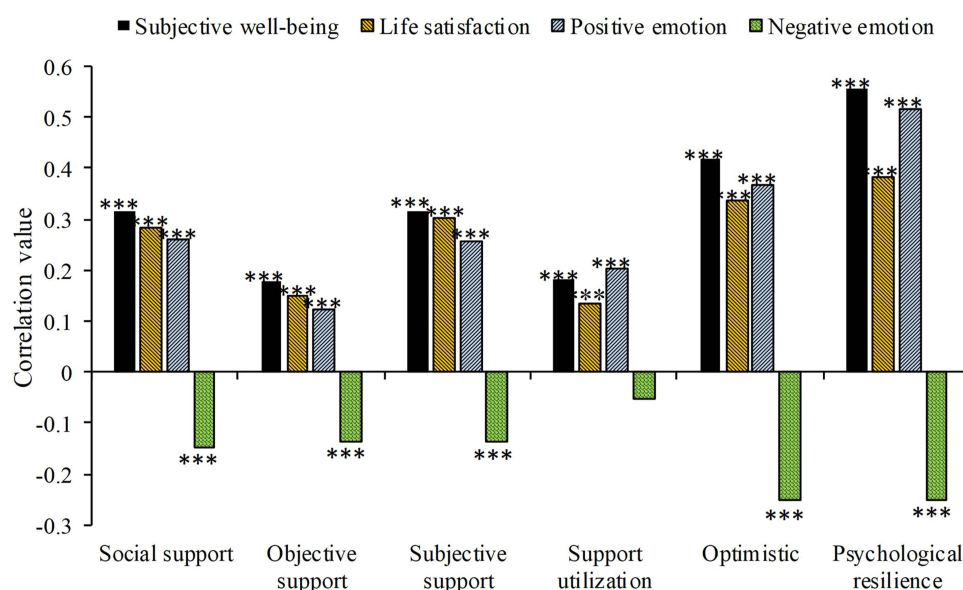 Subjective well-being Life satisfaction Positive emotion Negative emotion
Correlation value
0.6
0.5
0.4
0.3
0.2
0.1
0
-0.1
-0.2
-0.3
*** *** *** ***
*** *** *** ***
*** *** *** ***
*** *** ***
*** *** *** ***
*** *** *** ***
Social support
Objective
support
Subjective
support
Support
utilization
Optimistic
Psychological
resilience